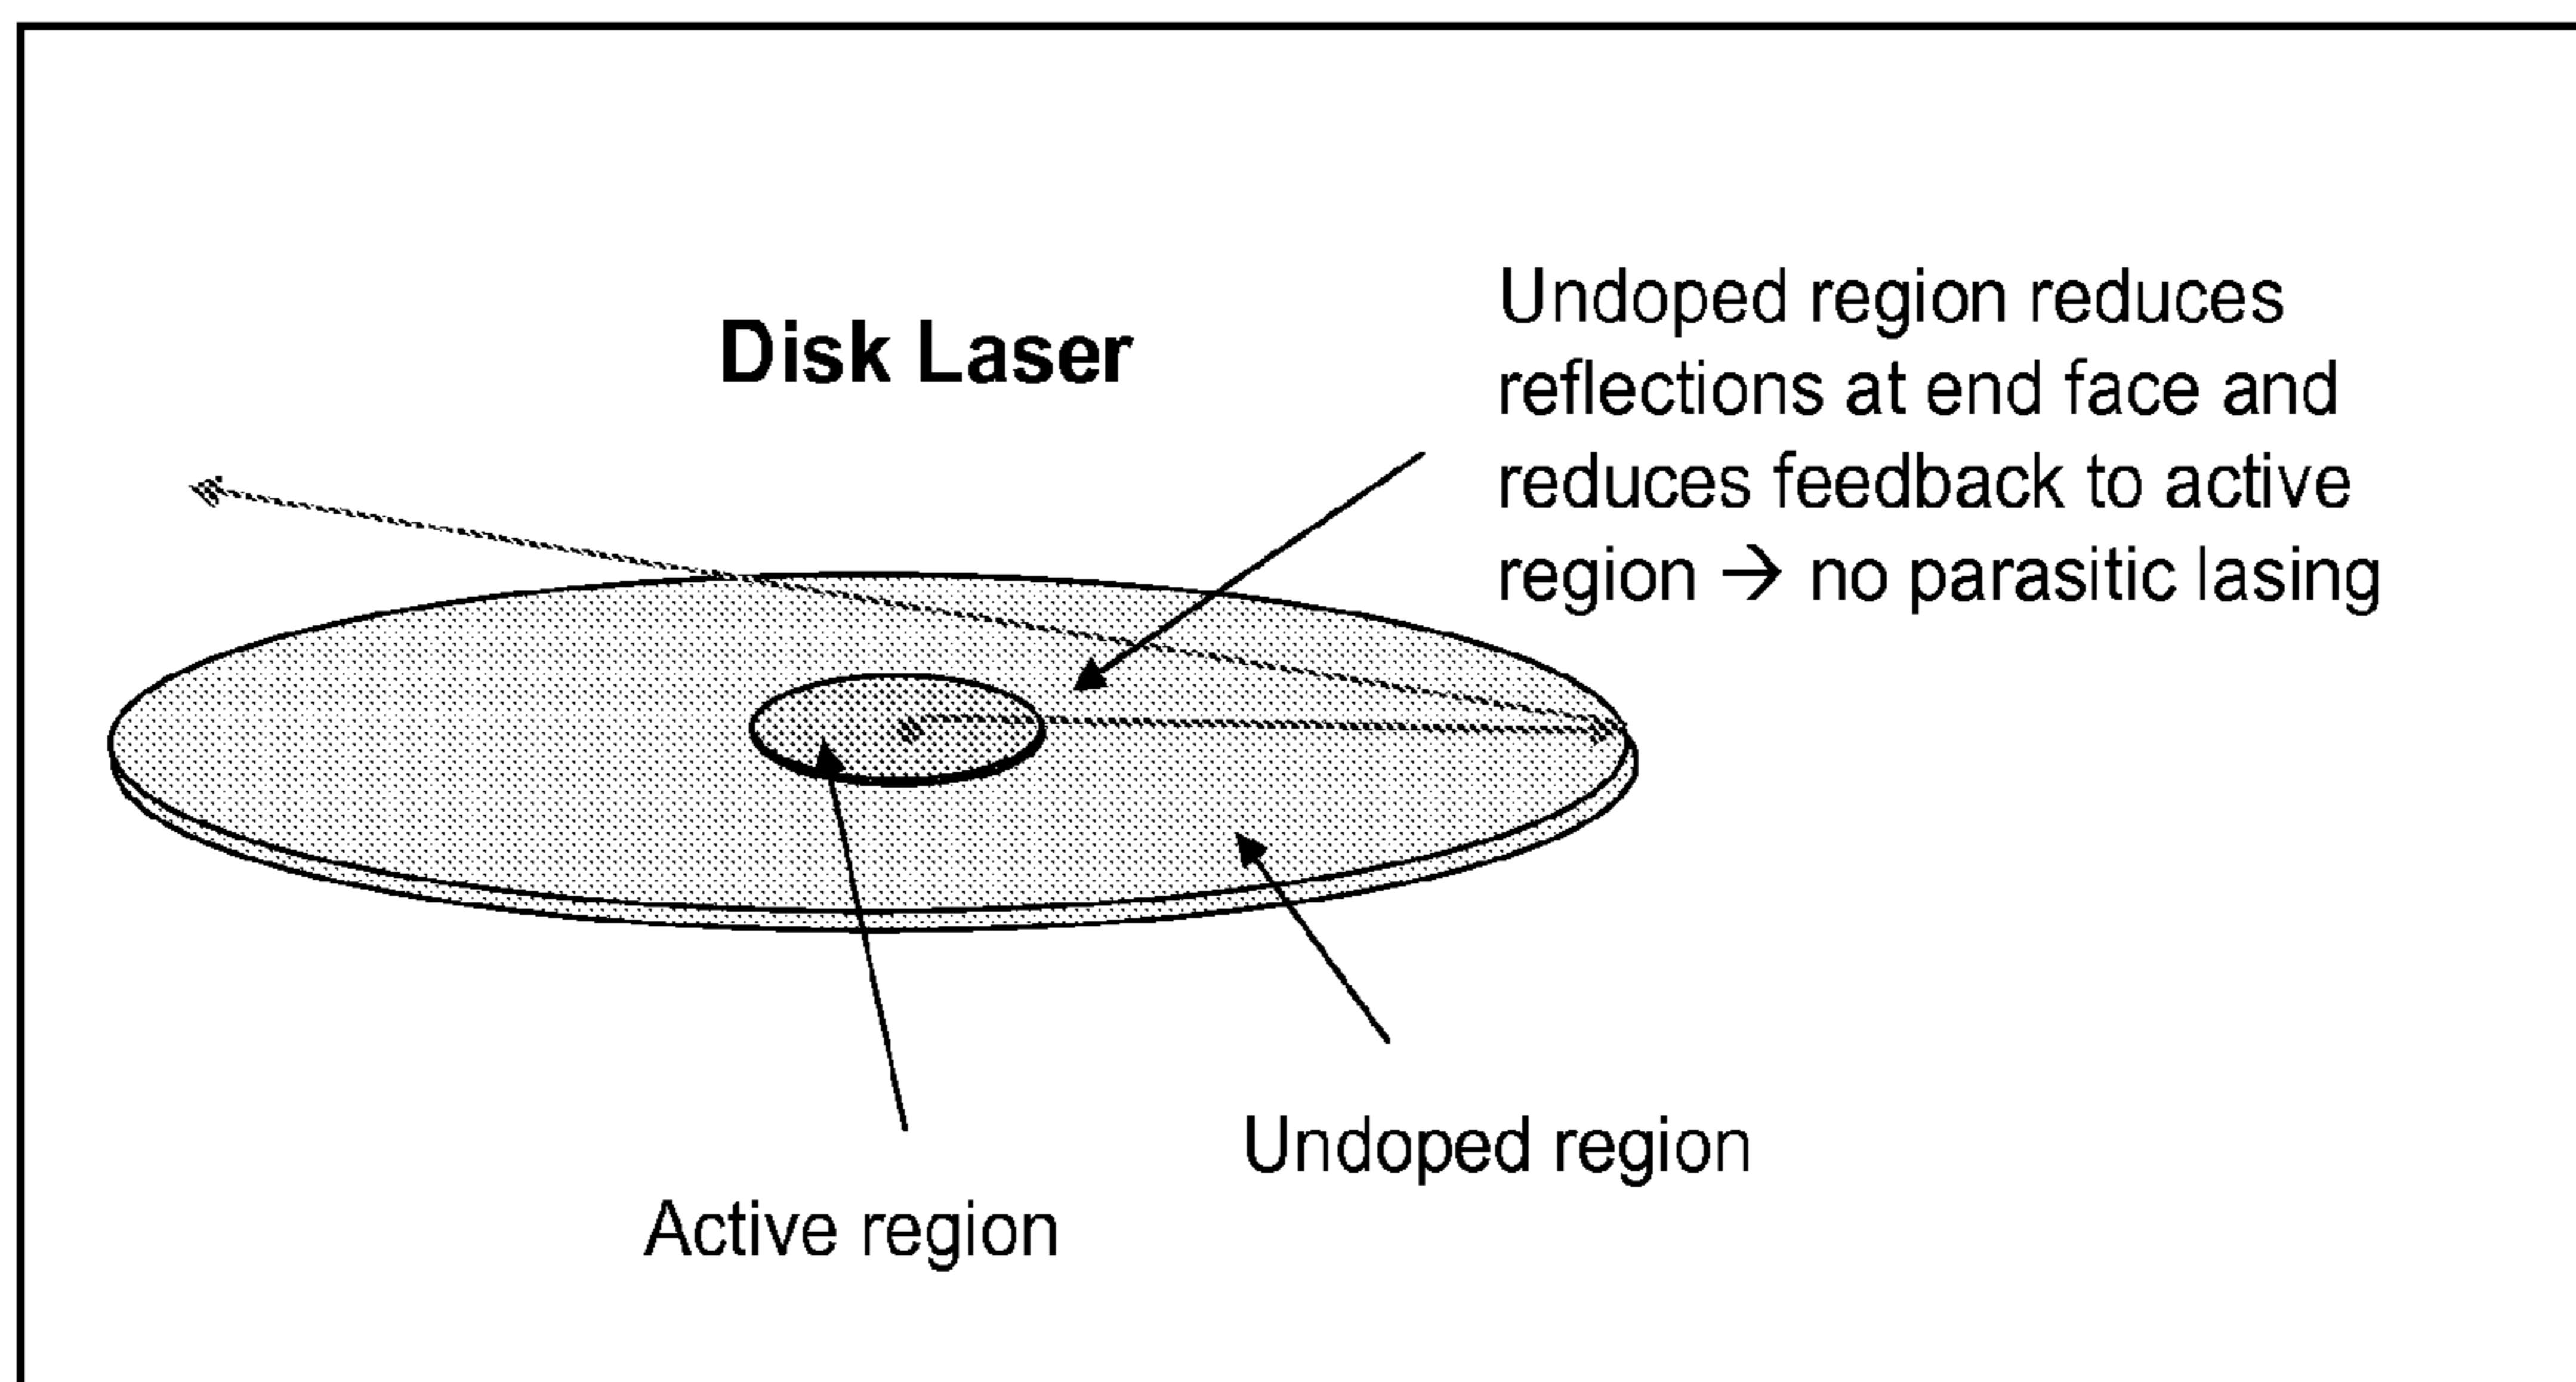 Disk Laser
Undoped region reduces
reflections at end face and
reduces feedback to active
region → no parasitic lasing
Undoped region
Active region